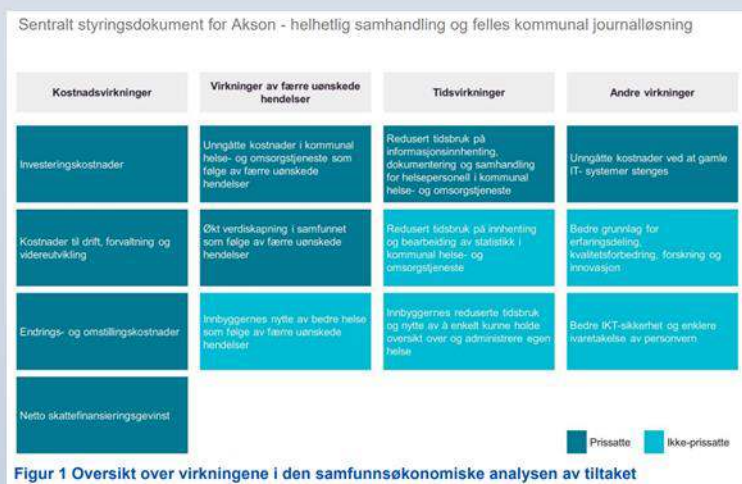 Sentralt styringsdokument for Akson - helhetlig samhandling og felles kommunal journalløsning
Kostnadsvirkninger
Virkninger av færre uønskede
hendelser
Tidsvirkninger
Andre virkninger
Investeringskostnader
Unngåtte kostnader i kommunal
helse- og omsorgstjeneste som
følge av færre uønskede
hendelser
Redusert tidsbruk på
informasjonsinnhenting,
dokumentering og samhandling
for helsepersonell i kommunal
helse- og omsorgstjeneste
Unngåtte kostnader ved at gamle
IT- systemer stenges
Kostnader til drift, forvaltning og
videreutvikling
Økt verdiskapning i samfunnet
som følge av færre uønskede
hendelser
Redusert tidsbruk på innhenting
og bearbeiding av statistikk i
kommunal helse- og
omsorgstjeneste
Bedre grunnlag for
erfaringsdeling,
kvalitetsforbedring, forskning og
innovasjon
Endrings- og omstillingskostnader
Innbyggernes nytte av bedre helse
som følge av færre uønskede
hendelser
Innbyggernes reduserte tidsbruk
og nytte av å enkelt kunne holde
oversikt over og administrere egen
helse
Bedre IKT-sikkerhet og enklere
ivaretakelse av personvern
Netto skattefinansieringsgevinst
Prissatte
Ikke-prissatte
Figur 1 Oversikt over virkningene i den samfunnsøkonomiske analysen av tiltaket